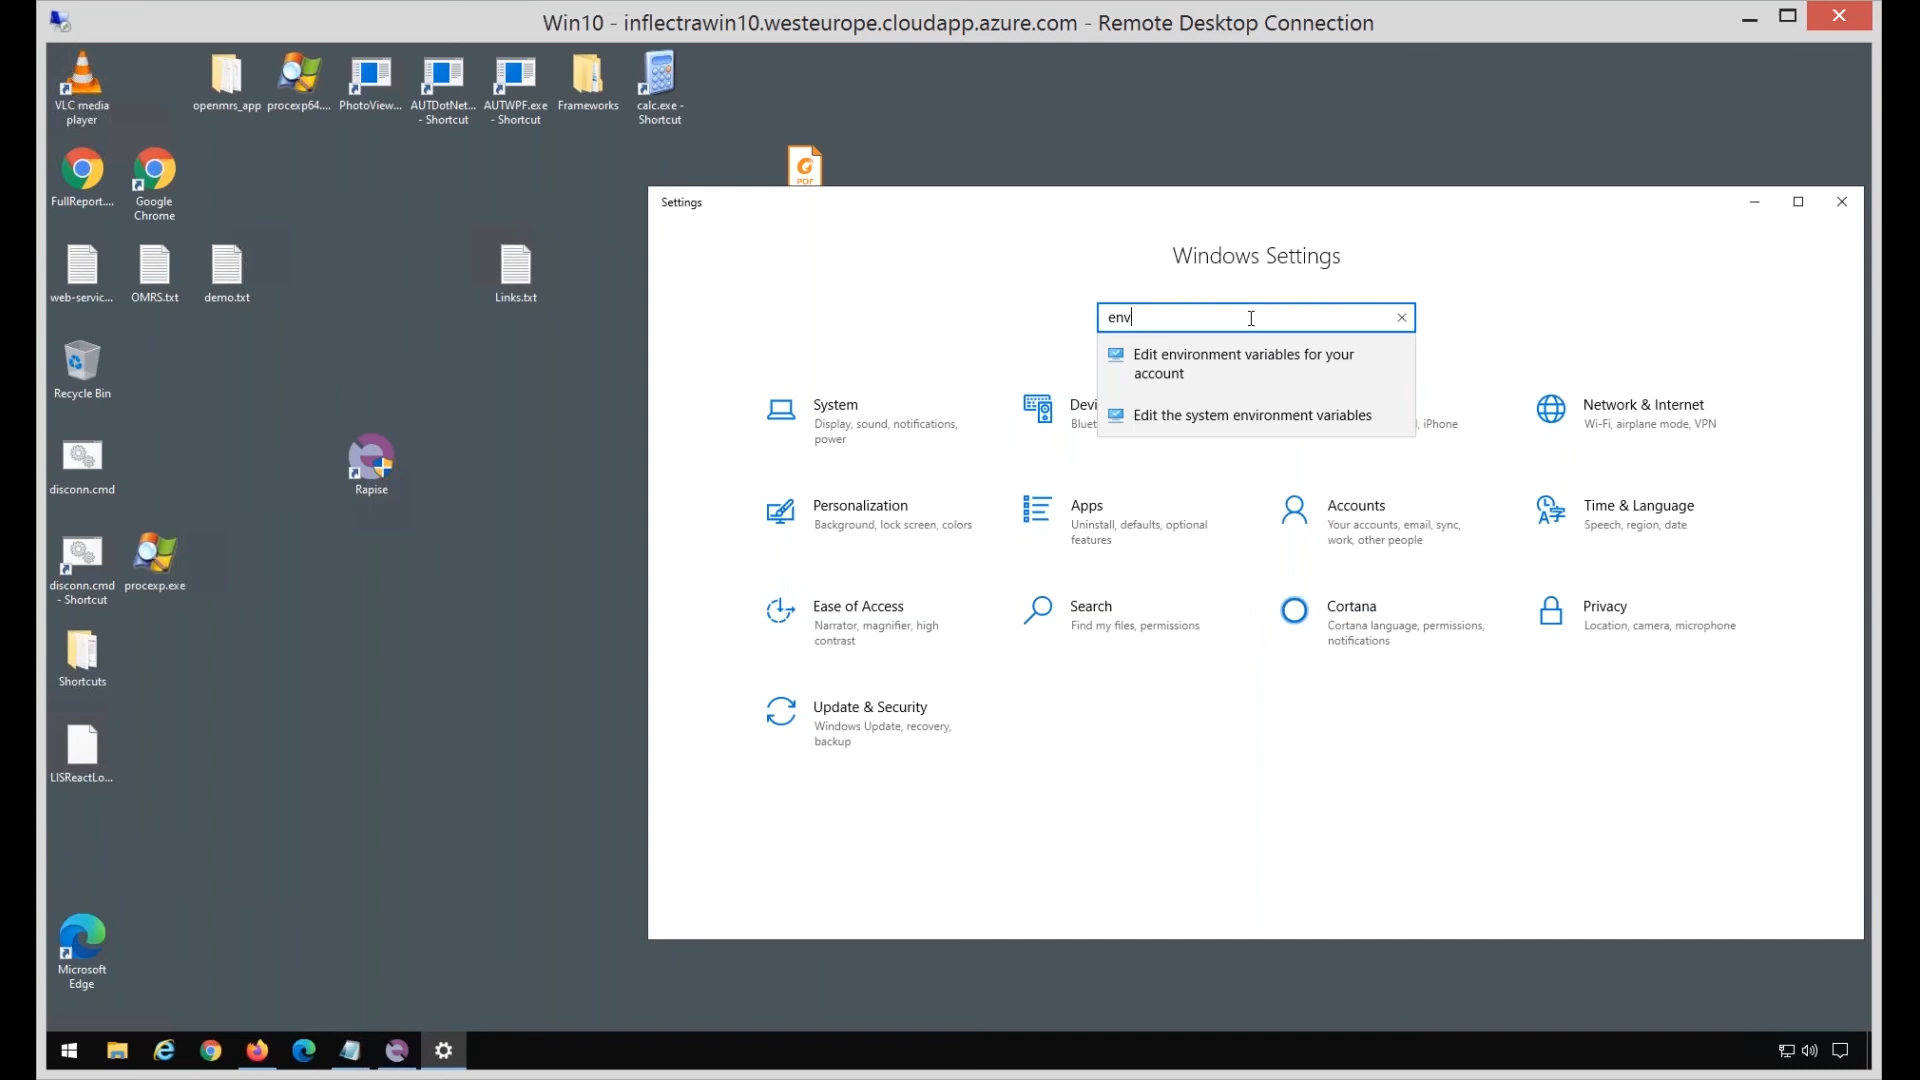 Win10 - inflectrawin10.westeurope.cloudapp.azure.com - Remote Desktop Connection
VLC media
player
openmrs_app
procexp64....
PhotoView...
AUTDotNet...
- Shortcut
AUTWPF.exe
- Shortcut
Frameworks
calc.exe -
Shortcut
PDF
FullReport....
Google
Chrome
web-servic...
OMRS.txt
demo.txt
Links.txt
Recycle Bin
disconn.cmd
Rapise
disconn.cmd
- Shortcut
procexp.exe
Shortcuts
LISReactLo...
Microsoft
Edge
Settings
Windows Settings
env
Edit environment variables for your
account
Edit the system environment variables
System
Display, sound, notifications,
power
Devi
Bluet
, iPhone
Network & Internet
Wi-Fi, airplane mode, VPN
Personalization
Background, lock screen, colors
Apps
Uninstall, defaults, optional
features
Accounts
Your accounts, email, sync,
work, other people
Time & Language
Speech, region, date
Ease of Access
Narrator, magnifier, high
contrast
Search
Find my files, permissions
Cortana
Cortana language, permissions,
notifications
Privacy
Location, camera, microphone
Update & Security
Windows Update, recovery,
backup